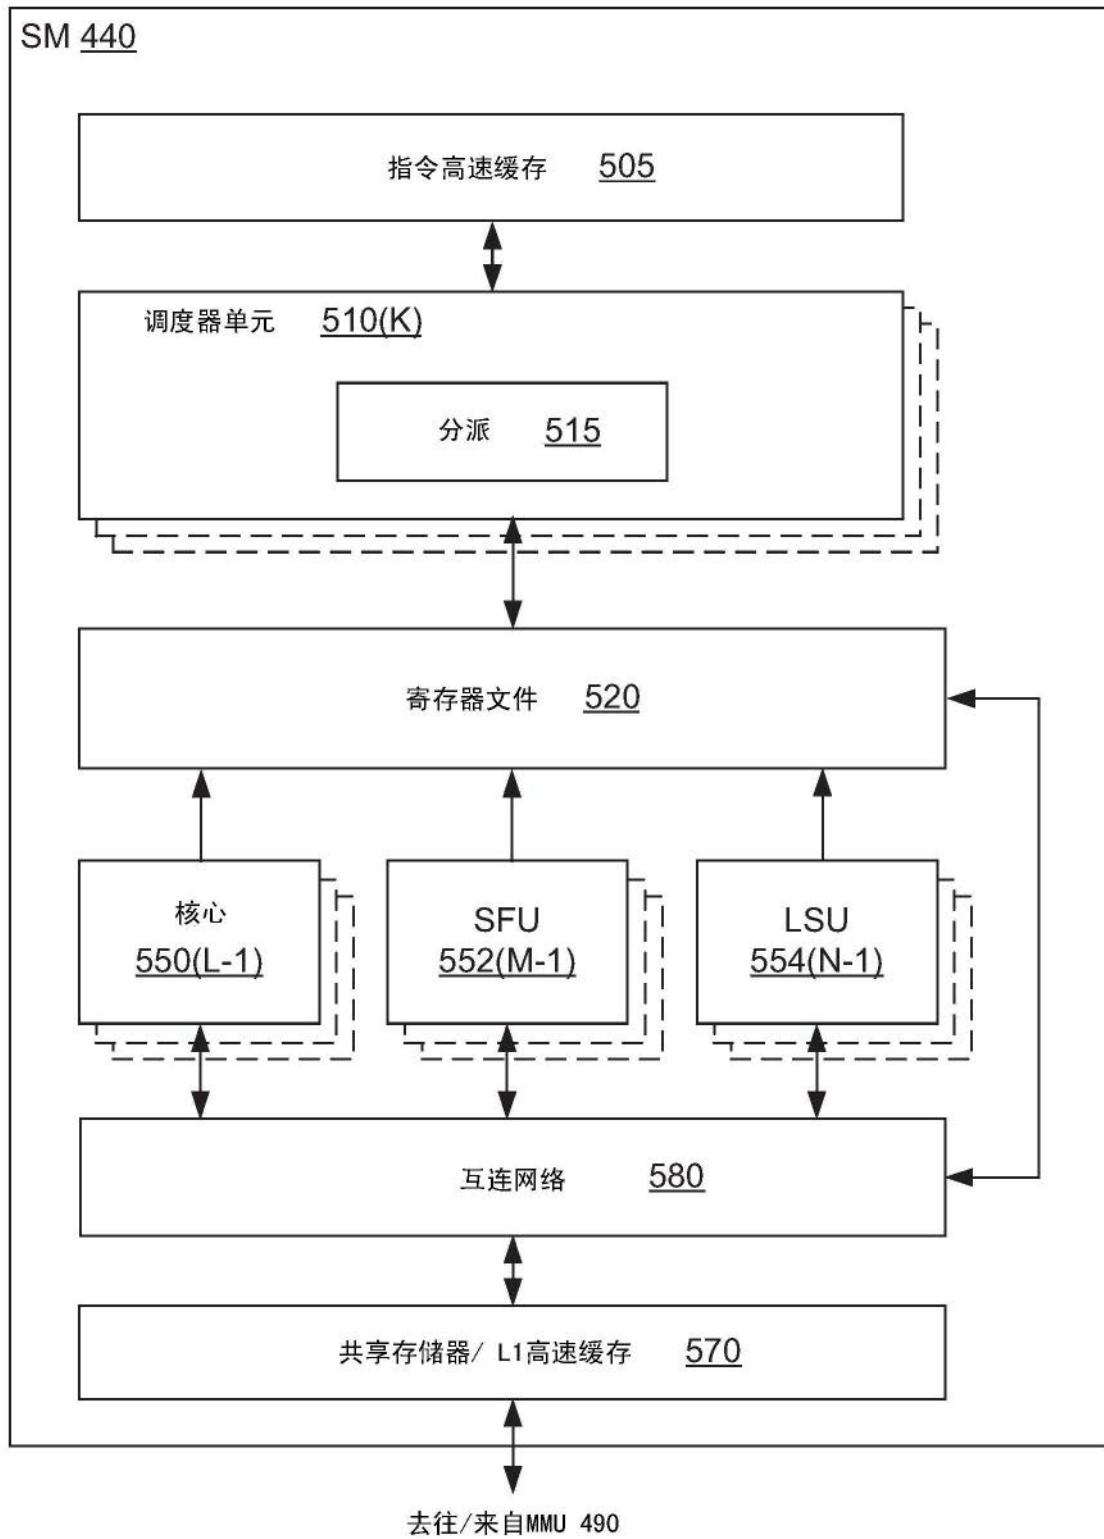 SM 440
指令高速缓存 505
调度器单元 510(K)
分派 515
寄存器文件 520
核心
550(L-1)
SFU
552(M-1)
LSU
554(N-1)
互连网络 580
共享存储器/ L1高速缓存 570
去往/来自MMU 490